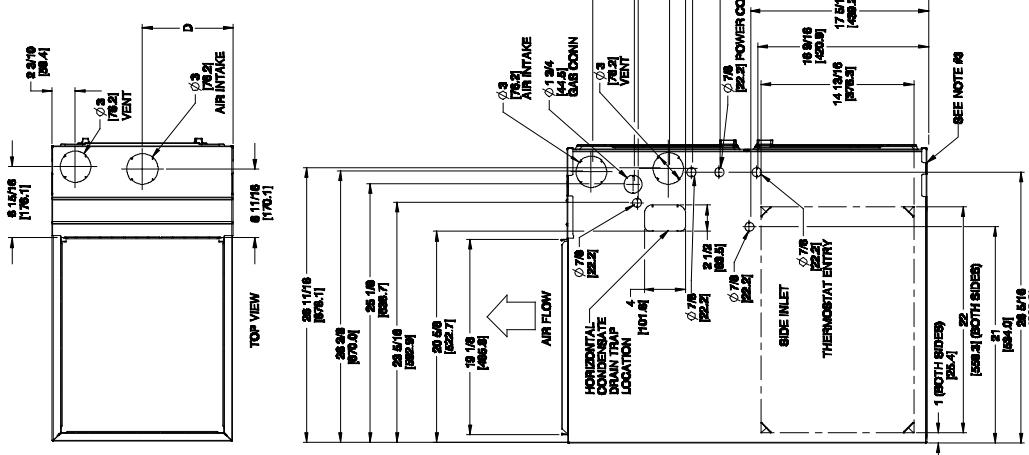 2 3/10
[58.4]
D
Ø 3
[76.2]
VENT
Ø 3
[76.2]
AIR INTAKE
6 15/16
[176.1]
6 11/16
[170.1]
TOP VIEW
26 11/16
[678.1]
26 3/8
[670.0]
25 1/8
[638.7]
23 5/16
[592.9]
20 5/8
[522.7]
19 1/8
[485.8]
AIR FLOW
Ø 3
[76.2]
AIR INTAKE
Ø 1 3/4
[44.5]
GAS CONN
Ø 3
[76.2]
VENT
Ø 7/8
[22.2] POWER CO
17 5/1
[439.
16 9/16
[420.9]
14 13/16
[376.3]
SEE NOTE #3
Ø 7/8
[22.2]
HORIZONTAL
CONDENSATE
DRAIN TRAP
LOCATION
4
[101.6]
2 1/2
[63.5]
Ø 7/8
[22.2]
Ø 7/8
[22.2]
Ø 7/8
[22.2]
SIDE INLET
THERMOSTAT ENTRY
1 (BOTH SIDES)
[25.4]
22
[558.3] (BOTH SIDES)
21
[534.0]
26 5/16